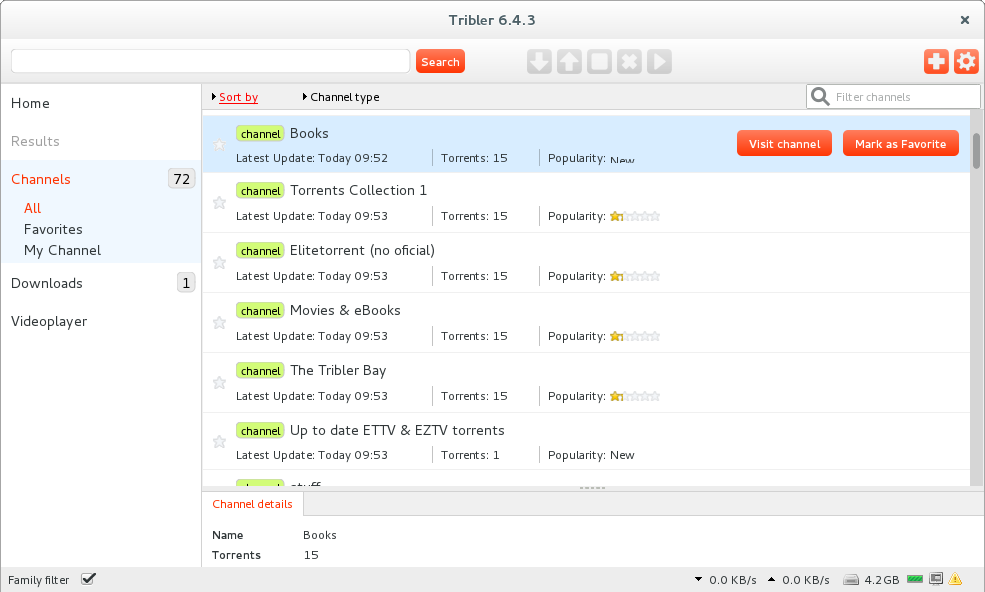 Tribler 6.4.3
Search
Home
Results
Channels 72
All
Favorites
My Channel
Downloads 1
Videoplayer
Sort by Channel type Filter channels
channel Books
Latest Update: Today 09:52 Torrents: 15 Popularity: New
Visit channel Mark as Favorite
channel Torrents Collection 1
Latest Update: Today 09:53 Torrents: 15 Popularity:
channel Elitetorrent (no oficial)
Latest Update: Today 09:53 Torrents: 15 Popularity:
channel Movies & eBooks
Latest Update: Today 09:53 Torrents: 15 Popularity:
channel The Tribler Bay
Latest Update: Today 09:53 Torrents: 15 Popularity:
channel Up to date ETTV & EZTV torrents
Latest Update: Today 09:53 Torrents: 1 Popularity: New
channel stuff
Channel details
Name Books
Torrents 15
Family filter 0.0 KB/s 0.0 KB/s 4.2GB